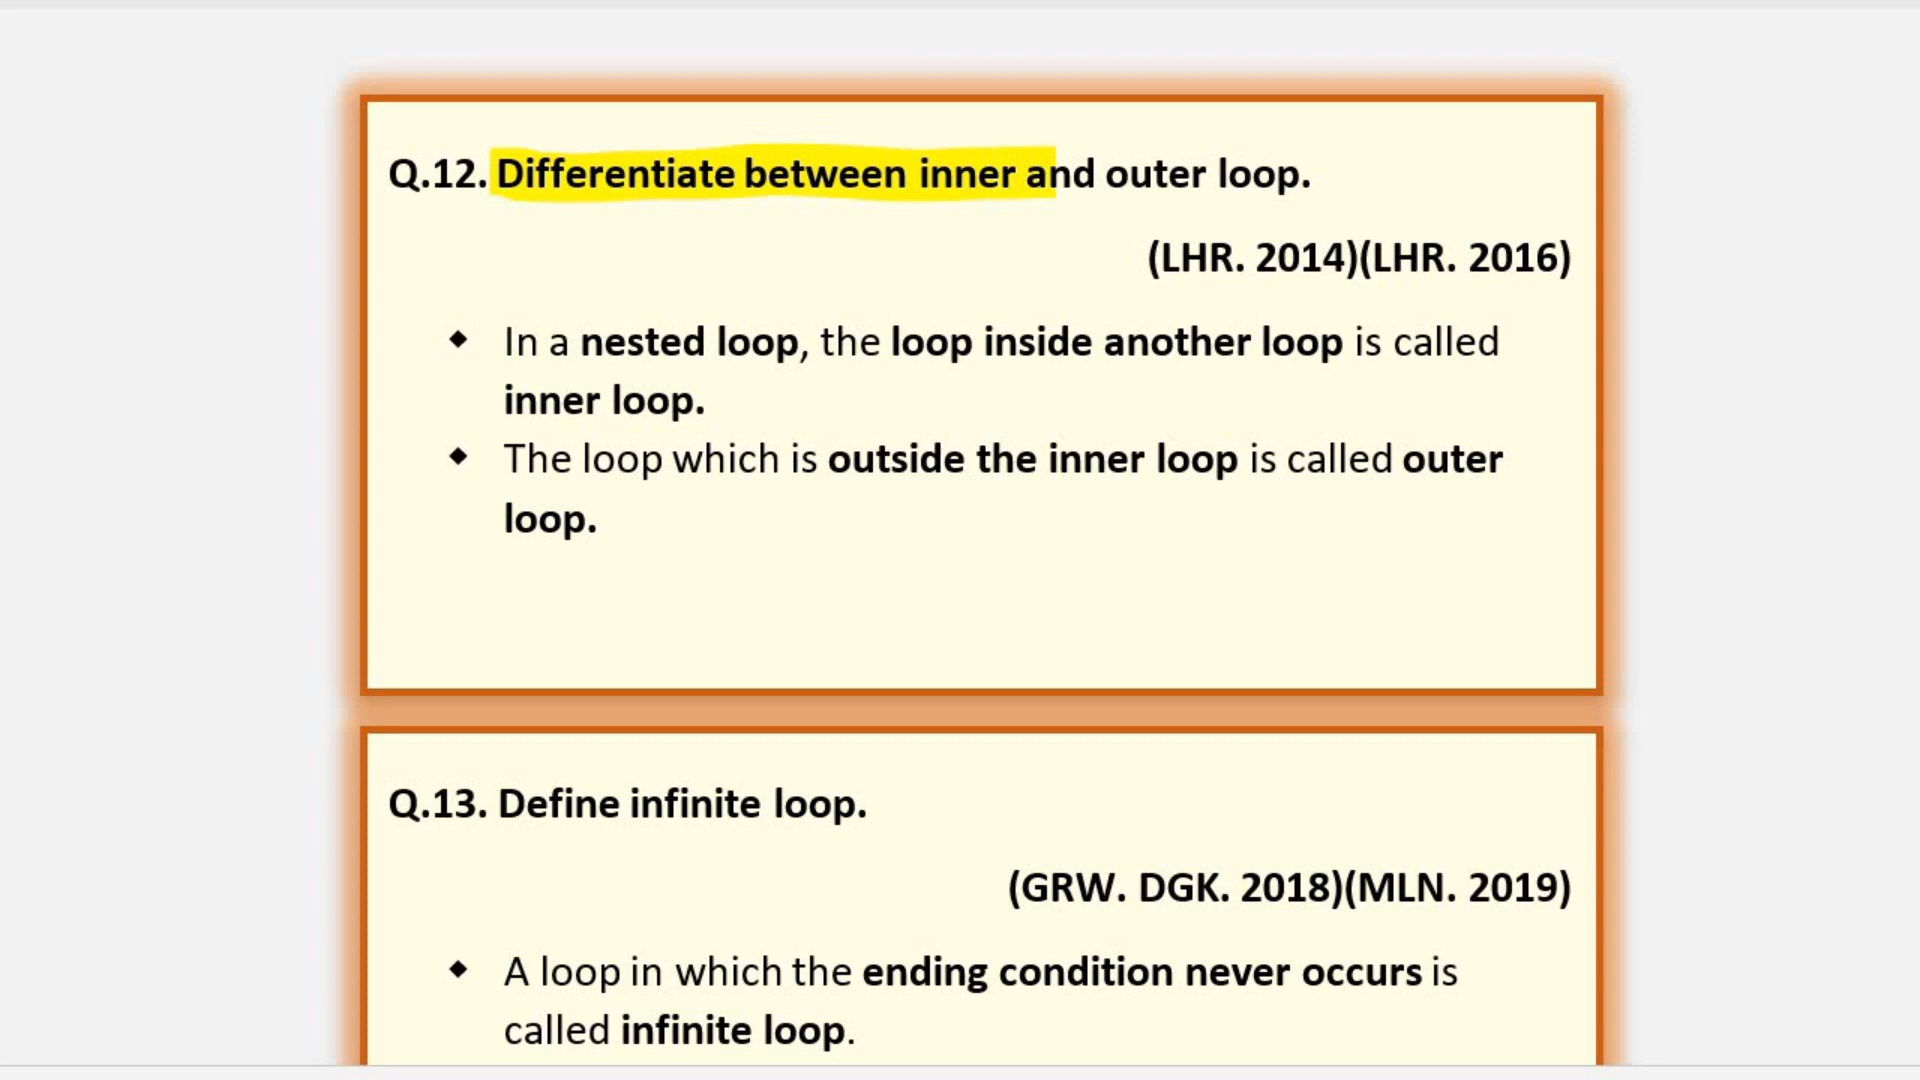 Q.12. Differentiate between inner and outer loop.
(LHR. 2014)(LHR. 2016)
◆ In a nested loop, the loop inside another loop is called
inner loop.
◆ The loop which is outside the inner loop is called outer
loop.
Q.13. Define infinite loop.
(GRW. DGK. 2018)(MLN. 2019)
◆ A loop in which the ending condition never occurs is
called infinite loop.